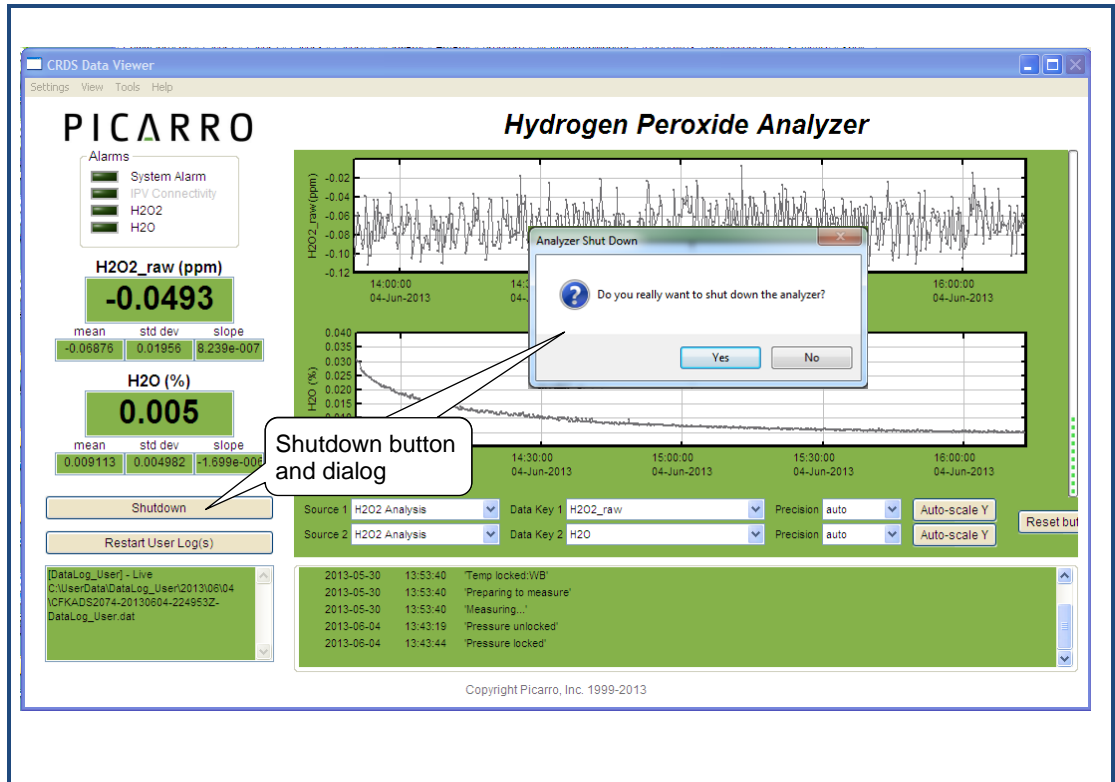 CRDS Data Viewer
Settings View Tools Help
PICARRO
Hydrogen Peroxide Analyzer
Alarms
System Alarm
IPV Connectivity
H2O2
H2O
H2O2_raw (ppm)
-0.0493
mean std dev slope
-0.06876 0.01956 8.239e-007
H2O (%)
0.005
mean std dev slope
0.009113 0.004982 -1.699e-006
Shutdown
Restart User Log(s)
[DataLog_User] - Live
C:\UserData\DataLog_User\2013\06\04
\CFKADS2074-20130604-224953Z-
DataLog_User.dat
H2O2_raw (ppm)
-0.02
-0.04
-0.06
-0.08
-0.10
-0.12
14:00:00 16:00:00
04-Jun-2013 04-Jun-2013
Analyzer Shut Down
Do you really want to shut down the analyzer?
Yes No
H2O (%)
0.040
0.035
0.030
0.025
0.020
0.015
0.010
14:30:00 15:00:00 15:30:00 16:00:00
04-Jun-2013 04-Jun-2013 04-Jun-2013 04-Jun-2013
Shutdown button
and dialog
Source 1 H2O2 Analysis Data Key 1 H2O2_raw Precision auto Auto-scale Y
Source 2 H2O2 Analysis Data Key 2 H2O Precision auto Auto-scale Y
Reset buf
2013-05-30 13:53:40 'Temp locked:WB'
2013-05-30 13:53:40 'Preparing to measure'
2013-05-30 13:53:40 'Measuring...'
2013-06-04 13:43:19 'Pressure unlocked'
2013-06-04 13:43:44 'Pressure locked'
Copyright Picarro, Inc. 1999-2013